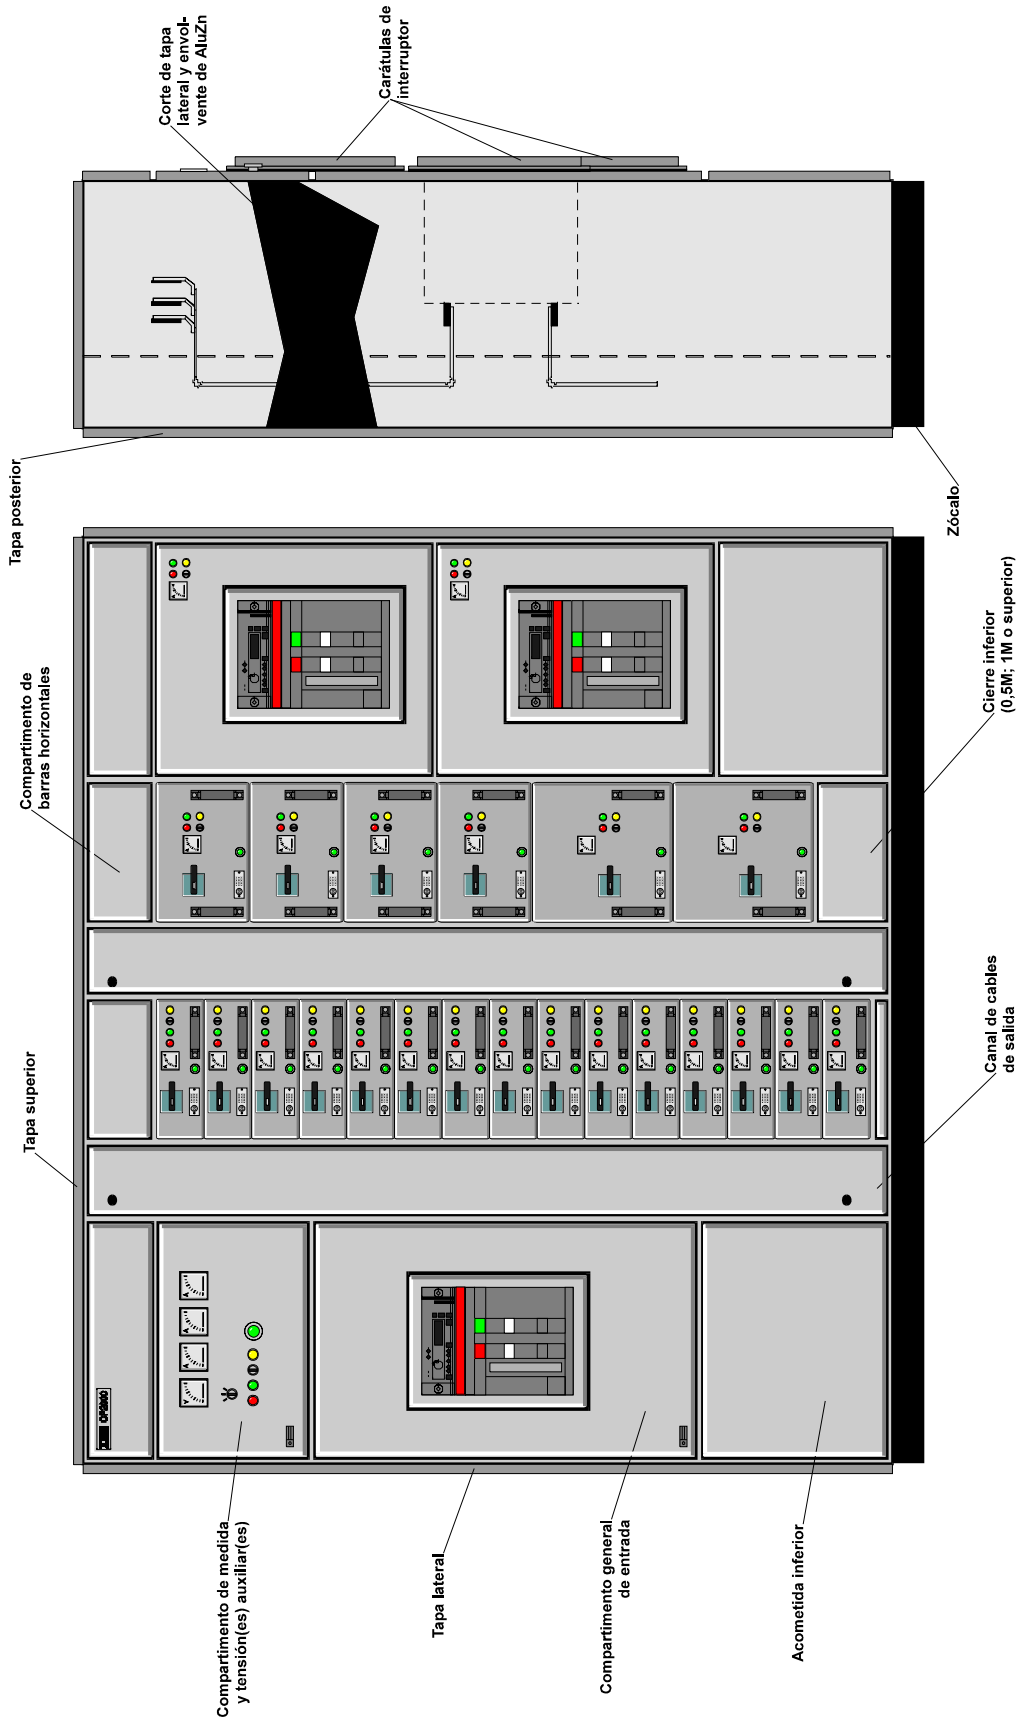 Corte de tapa
lateral y envol-
vente de AluZn
Carátulas de
interruptor
Tapa posterior
Zócalo
Compartimento de
barras horizontales
Cierre inferior
(0,5M; 1M o superior)
Tapa superior
Canal de cables
de salida
Compartimento de medida
y tensión(es) auxiliar(es)
Tapa lateral
Compartimento general
de entrada
Acometida inferior
V
A
A
A